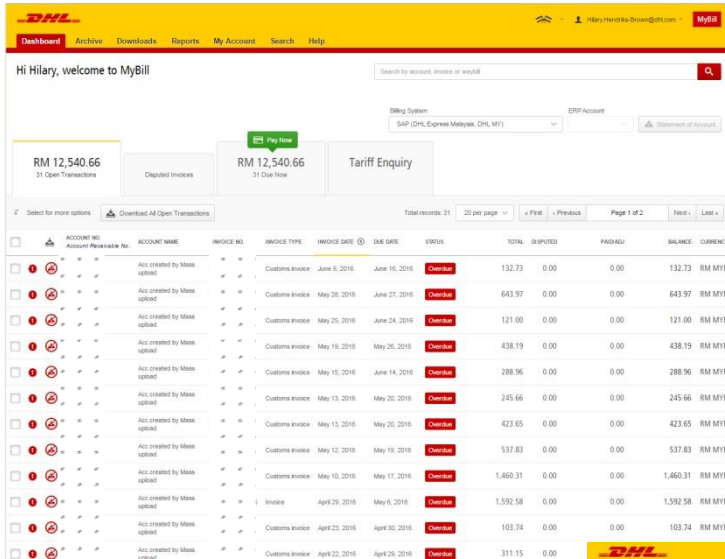 DHL
Hilary.Hendriks-Brown@dhl.com
MyBill
Dashboard Archive Downloads Reports My Account Search Help
Hi Hilary, welcome to MyBill
Search by account, invoice or waybill
Billing System
ERP Account
SAP (DHL Express Malaysia, DHL MY)
Statement of Account
Pay Now
RM 12,540.66
31 Open Transactions
Disputed Invoices
RM 12,540.66
31 Due Now
Tariff Enquiry
Select for more options
Download All Open Transactions
Total records: 31
20 per page
« First
‹ Previous
Page 1 of 2
Next ›
Last »
ACCOUNT NO.
Account Receivable No.
ACCOUNT NAME INVOICE NO. INVOICE TYPE INVOICE DATE DUE DATE STATUS TOTAL DISPUTED PAID/ADJ BALANCE CURRENC
Acc created by Mass upload Customs invoice June 9, 2016 June 16, 2016 Overdue 132.73 0.00 0.00 132.73 RM MY
Acc created by Mass upload Customs invoice May 28, 2016 June 27, 2016 Overdue 643.97 0.00 0.00 643.97 RM MY
Acc created by Mass upload Customs invoice May 25, 2016 June 24, 2016 Overdue 121.00 0.00 0.00 121.00 RM MY
Acc created by Mass upload Customs invoice May 19, 2016 May 26, 2016 Overdue 438.19 0.00 0.00 438.19 RM MY
Acc created by Mass upload Customs invoice May 15, 2016 June 14, 2016 Overdue 288.96 0.00 0.00 288.96 RM MY
Acc created by Mass upload Customs invoice May 13, 2016 May 20, 2016 Overdue 245.66 0.00 0.00 245.66 RM MY
Acc created by Mass upload Customs invoice May 13, 2016 May 20, 2016 Overdue 423.65 0.00 0.00 423.65 RM MY
Acc created by Mass upload Customs invoice May 12, 2016 May 19, 2016 Overdue 537.83 0.00 0.00 537.83 RM MY
Acc created by Mass upload Customs invoice May 10, 2016 May 17, 2016 Overdue 1,460.31 0.00 0.00 1,460.31 RM MY
Acc created by Mass upload Invoice April 29, 2016 May 6, 2016 Overdue 1,592.58 0.00 0.00 1,592.58 RM MY
Acc created by Mass upload Customs invoice April 23, 2016 April 30, 2016 Overdue 103.74 0.00 0.00 103.74 RM MY
Acc created by Mass upload Customs invoice April 22, 2016 April 29, 2016 Overdue 311.15 0.00
DHL